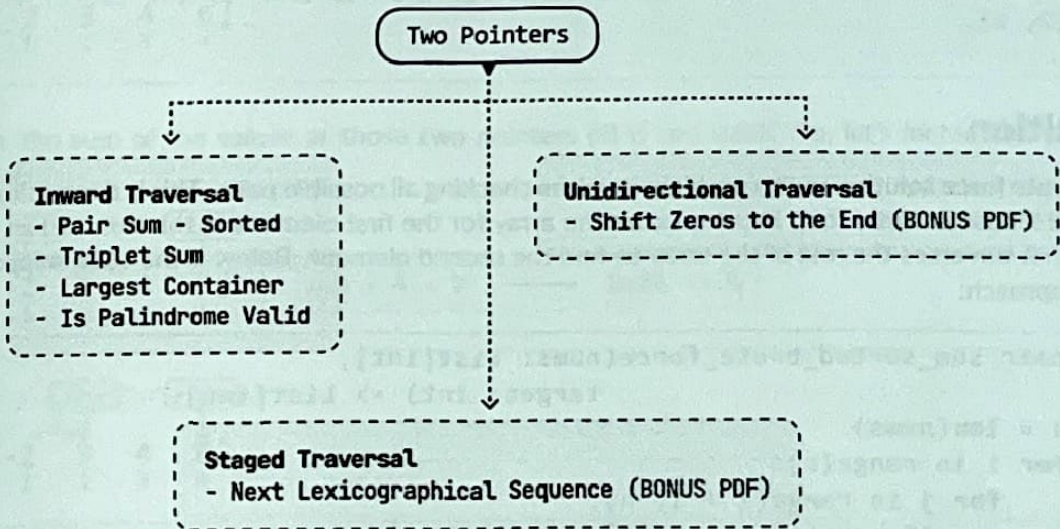 Two Pointers
Inward Traversal
- Pair Sum - Sorted
- Triplet Sum
- Largest Container
- Is Palindrome Valid
Unidirectional Traversal
- Shift Zeros to the End (BONUS PDF)
Staged Traversal
- Next Lexicographical Sequence (BONUS PDF)